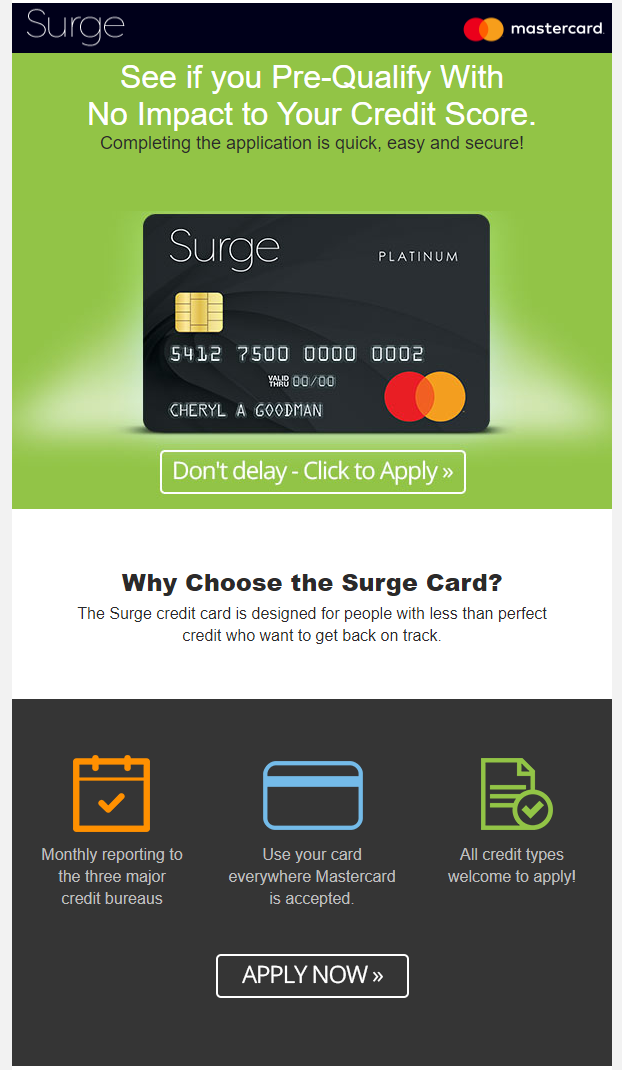 Surge
mastercard.
See if you Pre-Qualify With
No Impact to Your Credit Score.
Completing the application is quick, easy and secure!
Surge
PLATINUM
5412 7500 0000 0002
VALID
THRU 00/00
CHERYL A GOODMAN
Don't delay - Click to Apply »
Why Choose the Surge Card?
The Surge credit card is designed for people with less than perfect
credit who want to get back on track.
Monthly reporting to
the three major
credit bureaus
Use your card
everywhere Mastercard
is accepted.
All credit types
welcome to apply!
APPLY NOW »